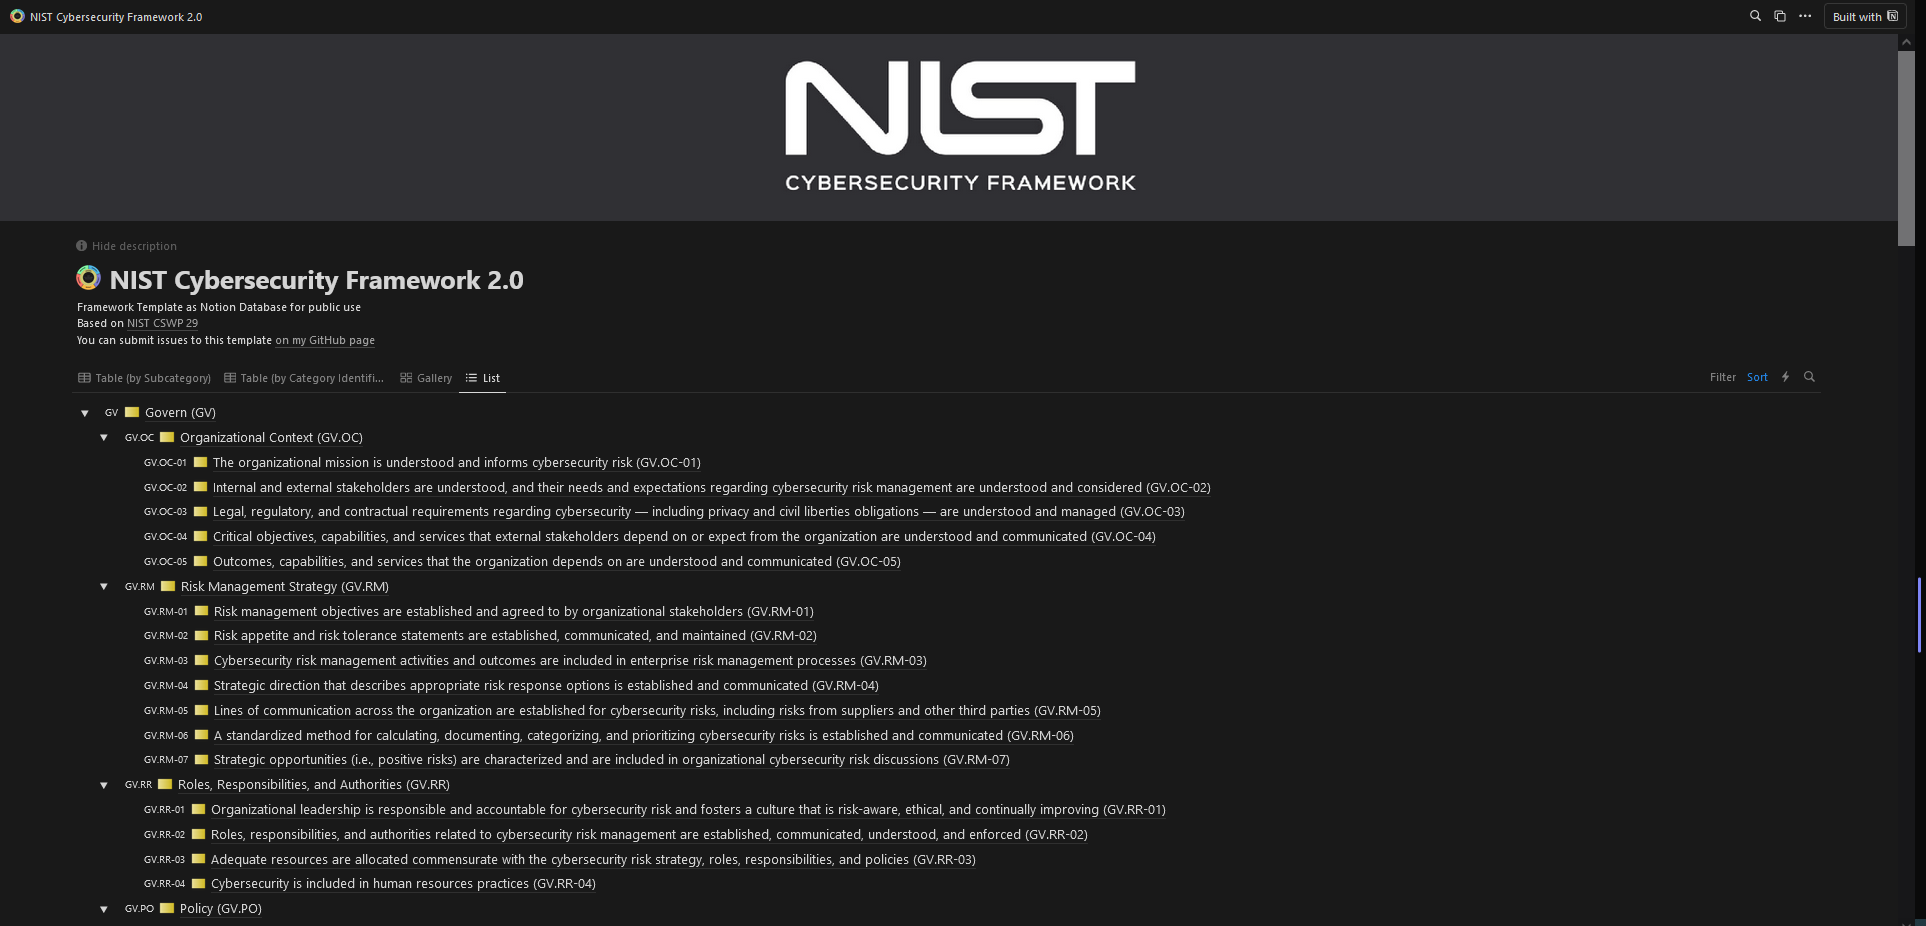 NIST Cybersecurity Framework 2.0
Built with
NIST
CYBERSECURITY FRAMEWORK
Hide description
NIST Cybersecurity Framework 2.0
Framework Template as Notion Database for public use
Based on NIST CSWP 29
You can submit issues to this template on my GitHub page
Table (by Subcategory) Table (by Category Identifi... Gallery List Filter Sort
GV Govern (GV)
GV.OC Organizational Context (GV.OC)
GV.OC-01 The organizational mission is understood and informs cybersecurity risk (GV.OC-01)
GV.OC-02 Internal and external stakeholders are understood, and their needs and expectations regarding cybersecurity risk management are understood and considered (GV.OC-02)
GV.OC-03 Legal, regulatory, and contractual requirements regarding cybersecurity — including privacy and civil liberties obligations — are understood and managed (GV.OC-03)
GV.OC-04 Critical objectives, capabilities, and services that external stakeholders depend on or expect from the organization are understood and communicated (GV.OC-04)
GV.OC-05 Outcomes, capabilities, and services that the organization depends on are understood and communicated (GV.OC-05)
GV.RM Risk Management Strategy (GV.RM)
GV.RM-01 Risk management objectives are established and agreed to by organizational stakeholders (GV.RM-01)
GV.RM-02 Risk appetite and risk tolerance statements are established, communicated, and maintained (GV.RM-02)
GV.RM-03 Cybersecurity risk management activities and outcomes are included in enterprise risk management processes (GV.RM-03)
GV.RM-04 Strategic direction that describes appropriate risk response options is established and communicated (GV.RM-04)
GV.RM-05 Lines of communication across the organization are established for cybersecurity risks, including risks from suppliers and other third parties (GV.RM-05)
GV.RM-06 A standardized method for calculating, documenting, categorizing, and prioritizing cybersecurity risks is established and communicated (GV.RM-06)
GV.RM-07 Strategic opportunities (i.e., positive risks) are characterized and are included in organizational cybersecurity risk discussions (GV.RM-07)
GV.RR Roles, Responsibilities, and Authorities (GV.RR)
GV.RR-01 Organizational leadership is responsible and accountable for cybersecurity risk and fosters a culture that is risk-aware, ethical, and continually improving (GV.RR-01)
GV.RR-02 Roles, responsibilities, and authorities related to cybersecurity risk management are established, communicated, understood, and enforced (GV.RR-02)
GV.RR-03 Adequate resources are allocated commensurate with the cybersecurity risk strategy, roles, responsibilities, and policies (GV.RR-03)
GV.RR-04 Cybersecurity is included in human resources practices (GV.RR-04)
GV.PO Policy (GV.PO)